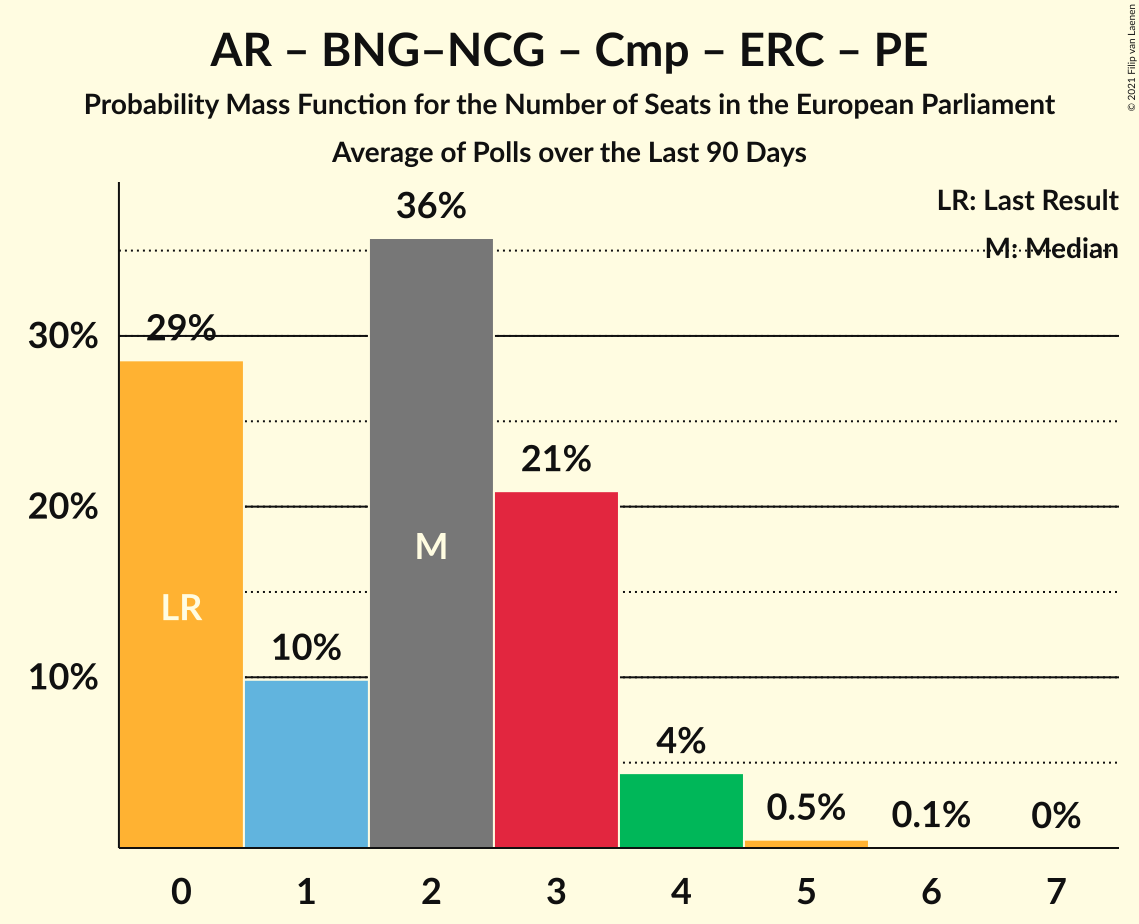 AR – BNG–NCG – Cmp – ERC – PE
Probability Mass Function for the Number of Seats in the European Parliament
Average of Polls over the Last 90 Days
© 2021 Filip van Laenen
LR: Last Result
M: Median
36%
29%
30%
21%
20%
M
LR
10%
10%
4%
0.5%
0.1%
0%
0 1 2 3 4 5 6 7